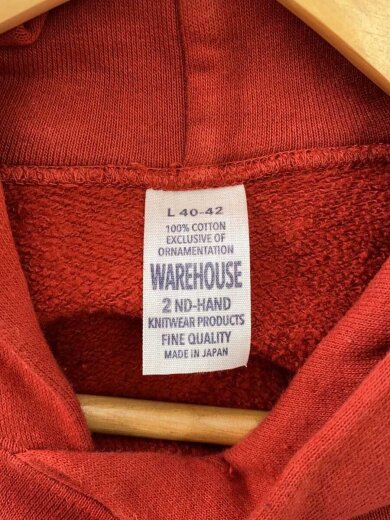 L 40-42
100% COTTON
EXCLUSIVE OF
ORNAMENTATION
WAREHOUSE
2 ND-HAND
KNITWEAR PRODUCTS
FINE QUALITY
MADE IN JAPAN